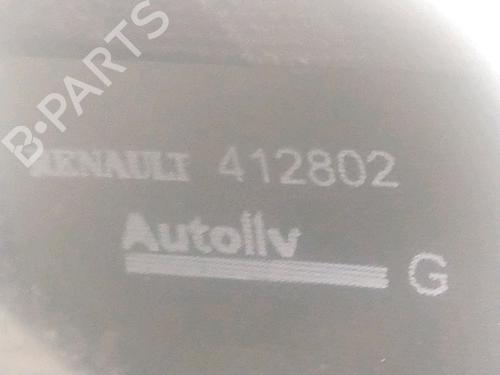 B-PARTS
RENAULT 412802
Autoliv
G